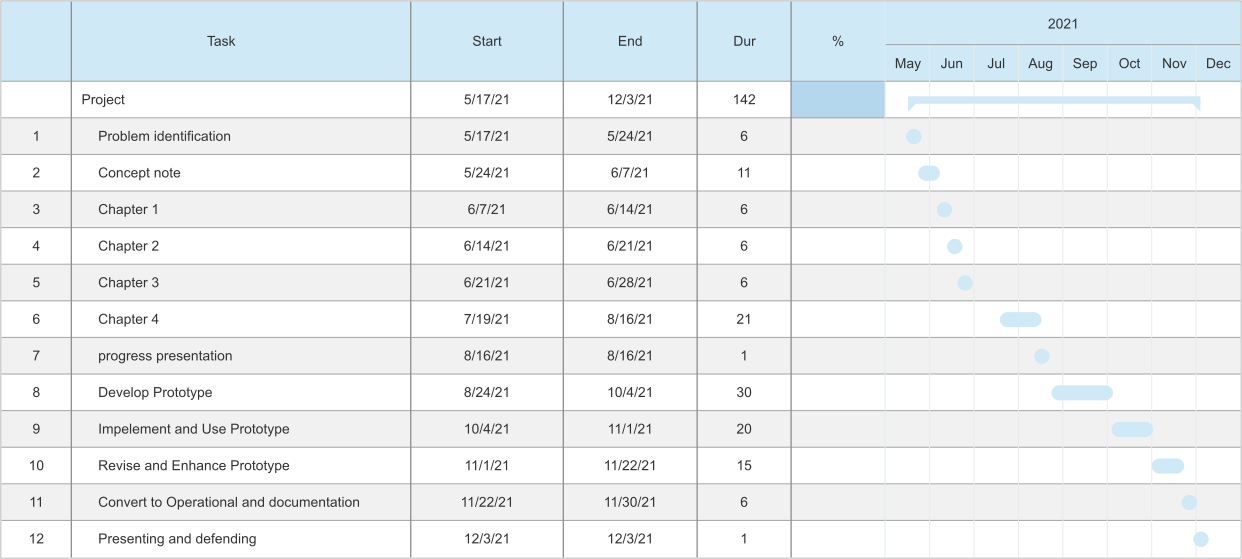 Task Start End Dur % 2021
May Jun Jul Aug Sep Oct Nov Dec
Project 5/17/21 12/3/21 142
1 Problem identification 5/17/21 5/24/21 6
2 Concept note 5/24/21 6/7/21 11
3 Chapter 1 6/7/21 6/14/21 6
4 Chapter 2 6/14/21 6/21/21 6
5 Chapter 3 6/21/21 6/28/21 6
6 Chapter 4 7/19/21 8/16/21 21
7 progress presentation 8/16/21 8/16/21 1
8 Develop Prototype 8/24/21 10/4/21 30
9 Impelement and Use Prototype 10/4/21 11/1/21 20
10 Revise and Enhance Prototype 11/1/21 11/22/21 15
11 Convert to Operational and documentation 11/22/21 11/30/21 6
12 Presenting and defending 12/3/21 12/3/21 1